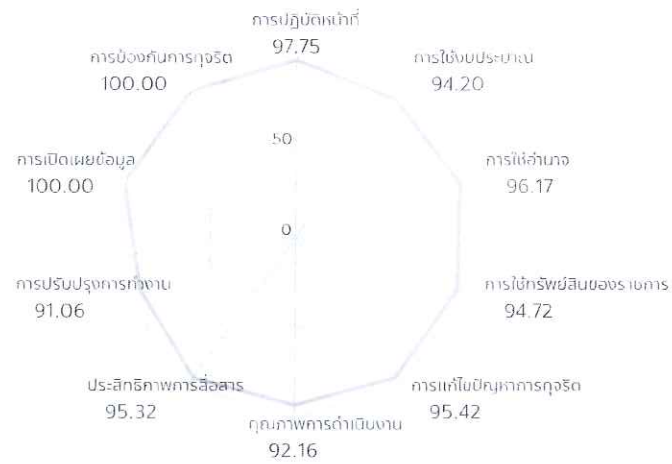 การปฏิบัติหน้าที่
97.75
การป้องกันการทุจริต
100.00
การใช้งบประมาณ
94.20
50
การเปิดเผยข้อมูล
100.00
การใช้อำนาจ
96.17
0
การปรับปรุงการทำงาน
91.06
การใช้ทรัพย์สินของราชการ
94.72
ประสิทธิภาพการสื่อสาร
95.32
การแก้ไขปัญหาการทุจริต
95.42
คุณภาพการดำเนินงาน
92.16